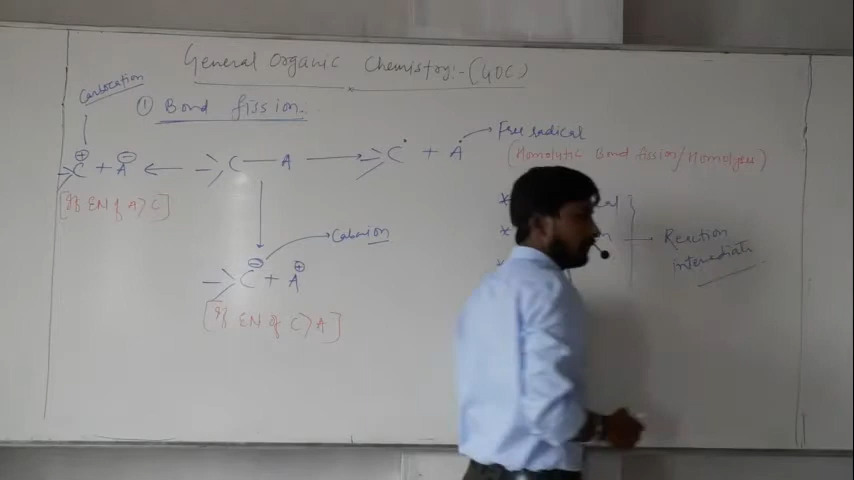 General Organic Chemistry:-(GOC)
Carbocation
① Bond fission.
C⊕ + A⊖ ← C — A → C• + A• → Free radical
(Homolytic Bond fission/Homolysis)
[If EN of A > C]
C⊖ + A⊕ → Cabanion
[If EN of C > A]
*
*
*
Reaction
intermediate